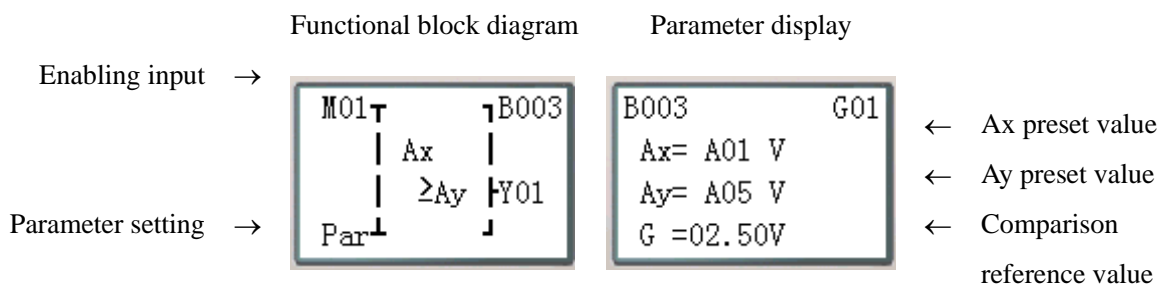 Functional block diagram
Parameter display
Enabling input →
M01 B003
Ax
≥Ay Y01
Parameter setting →
Par
B003 G01
Ax= A01 V
Ay= A05 V
G =02.50V
← Ax preset value
← Ay preset value
← Comparison
reference value